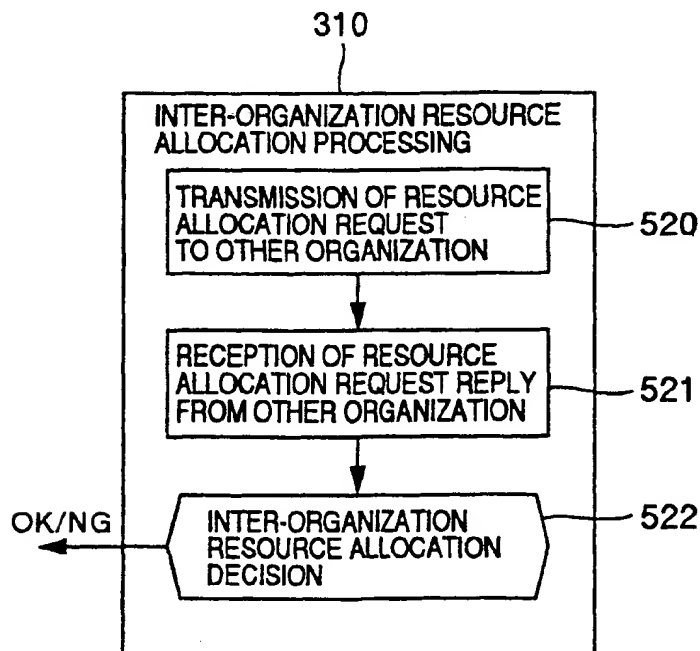 310
INTER-ORGANIZATION RESOURCE
ALLOCATION PROCESSING
TRANSMISSION OF RESOURCE
ALLOCATION REQUEST
TO OTHER ORGANIZATION
520
RECEPTION OF RESOURCE
ALLOCATION REQUEST REPLY
FROM OTHER ORGANIZATION
521
OK/NG
INTER-ORGANIZATION
RESOURCE ALLOCATION
DECISION
522